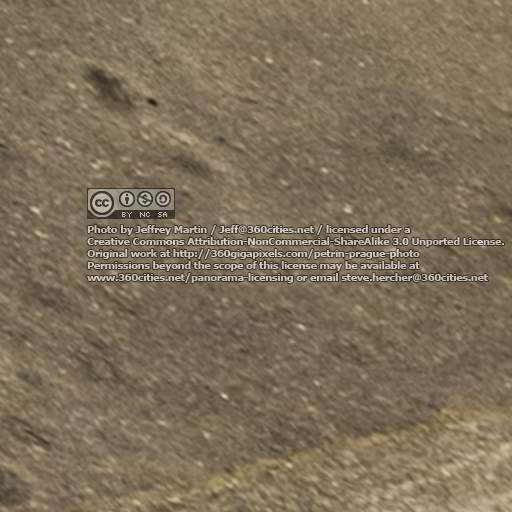 cc
BY NC SA
Photo by Jeffrey Martin / Jeff@360cities.net / licensed under a
Creative Commons Attribution-NonCommercial-ShareAlike 3.0 Unported License.
Original work at http://360gigapixels.com/petrin-prague-photo
Permissions beyond the scope of this license may be available at
www.360cities.net/panorama-licensing or email steve.hercher@360cities.net